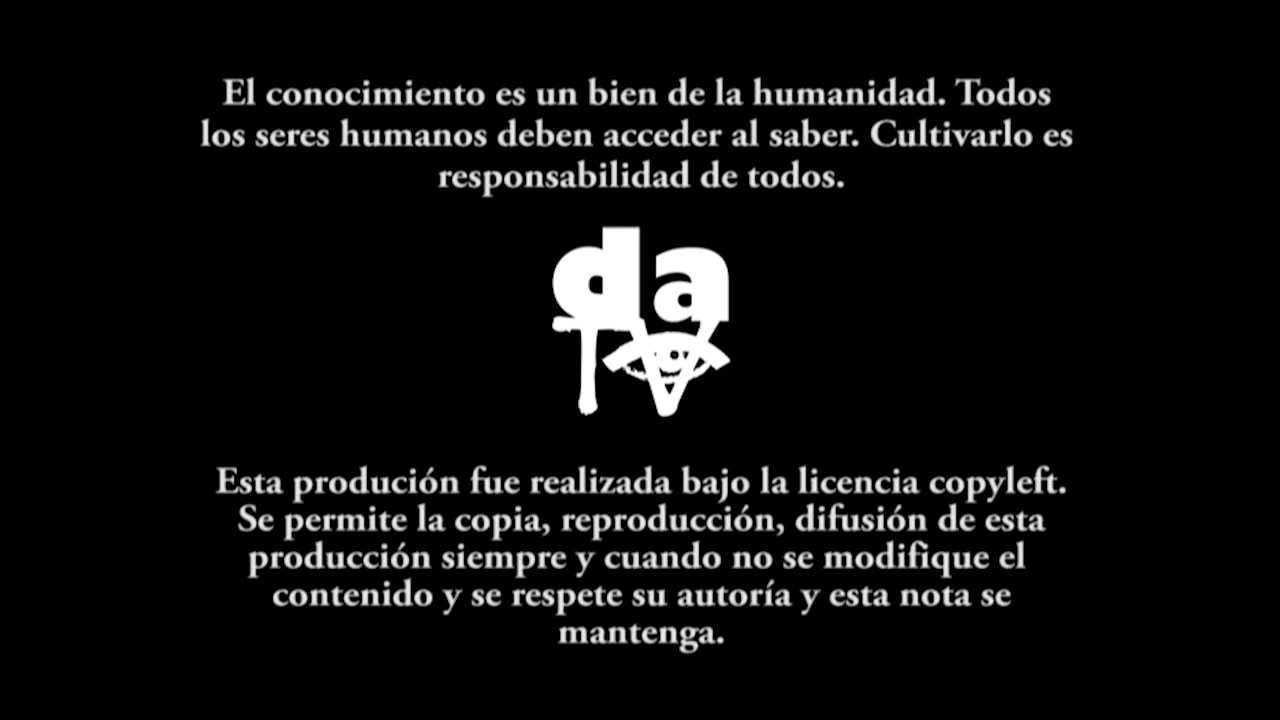 El conocimiento es un bien de la humanidad. Todos
los seres humanos deben acceder al saber. Cultivarlo es
responsabilidad de todos.
da
TV
Esta produción fue realizada bajo la licencia copyleft.
Se permite la copia, reproducción, difusión de esta
producción siempre y cuando no se modifique el
contenido y se respete su autoría y esta nota se
mantenga.